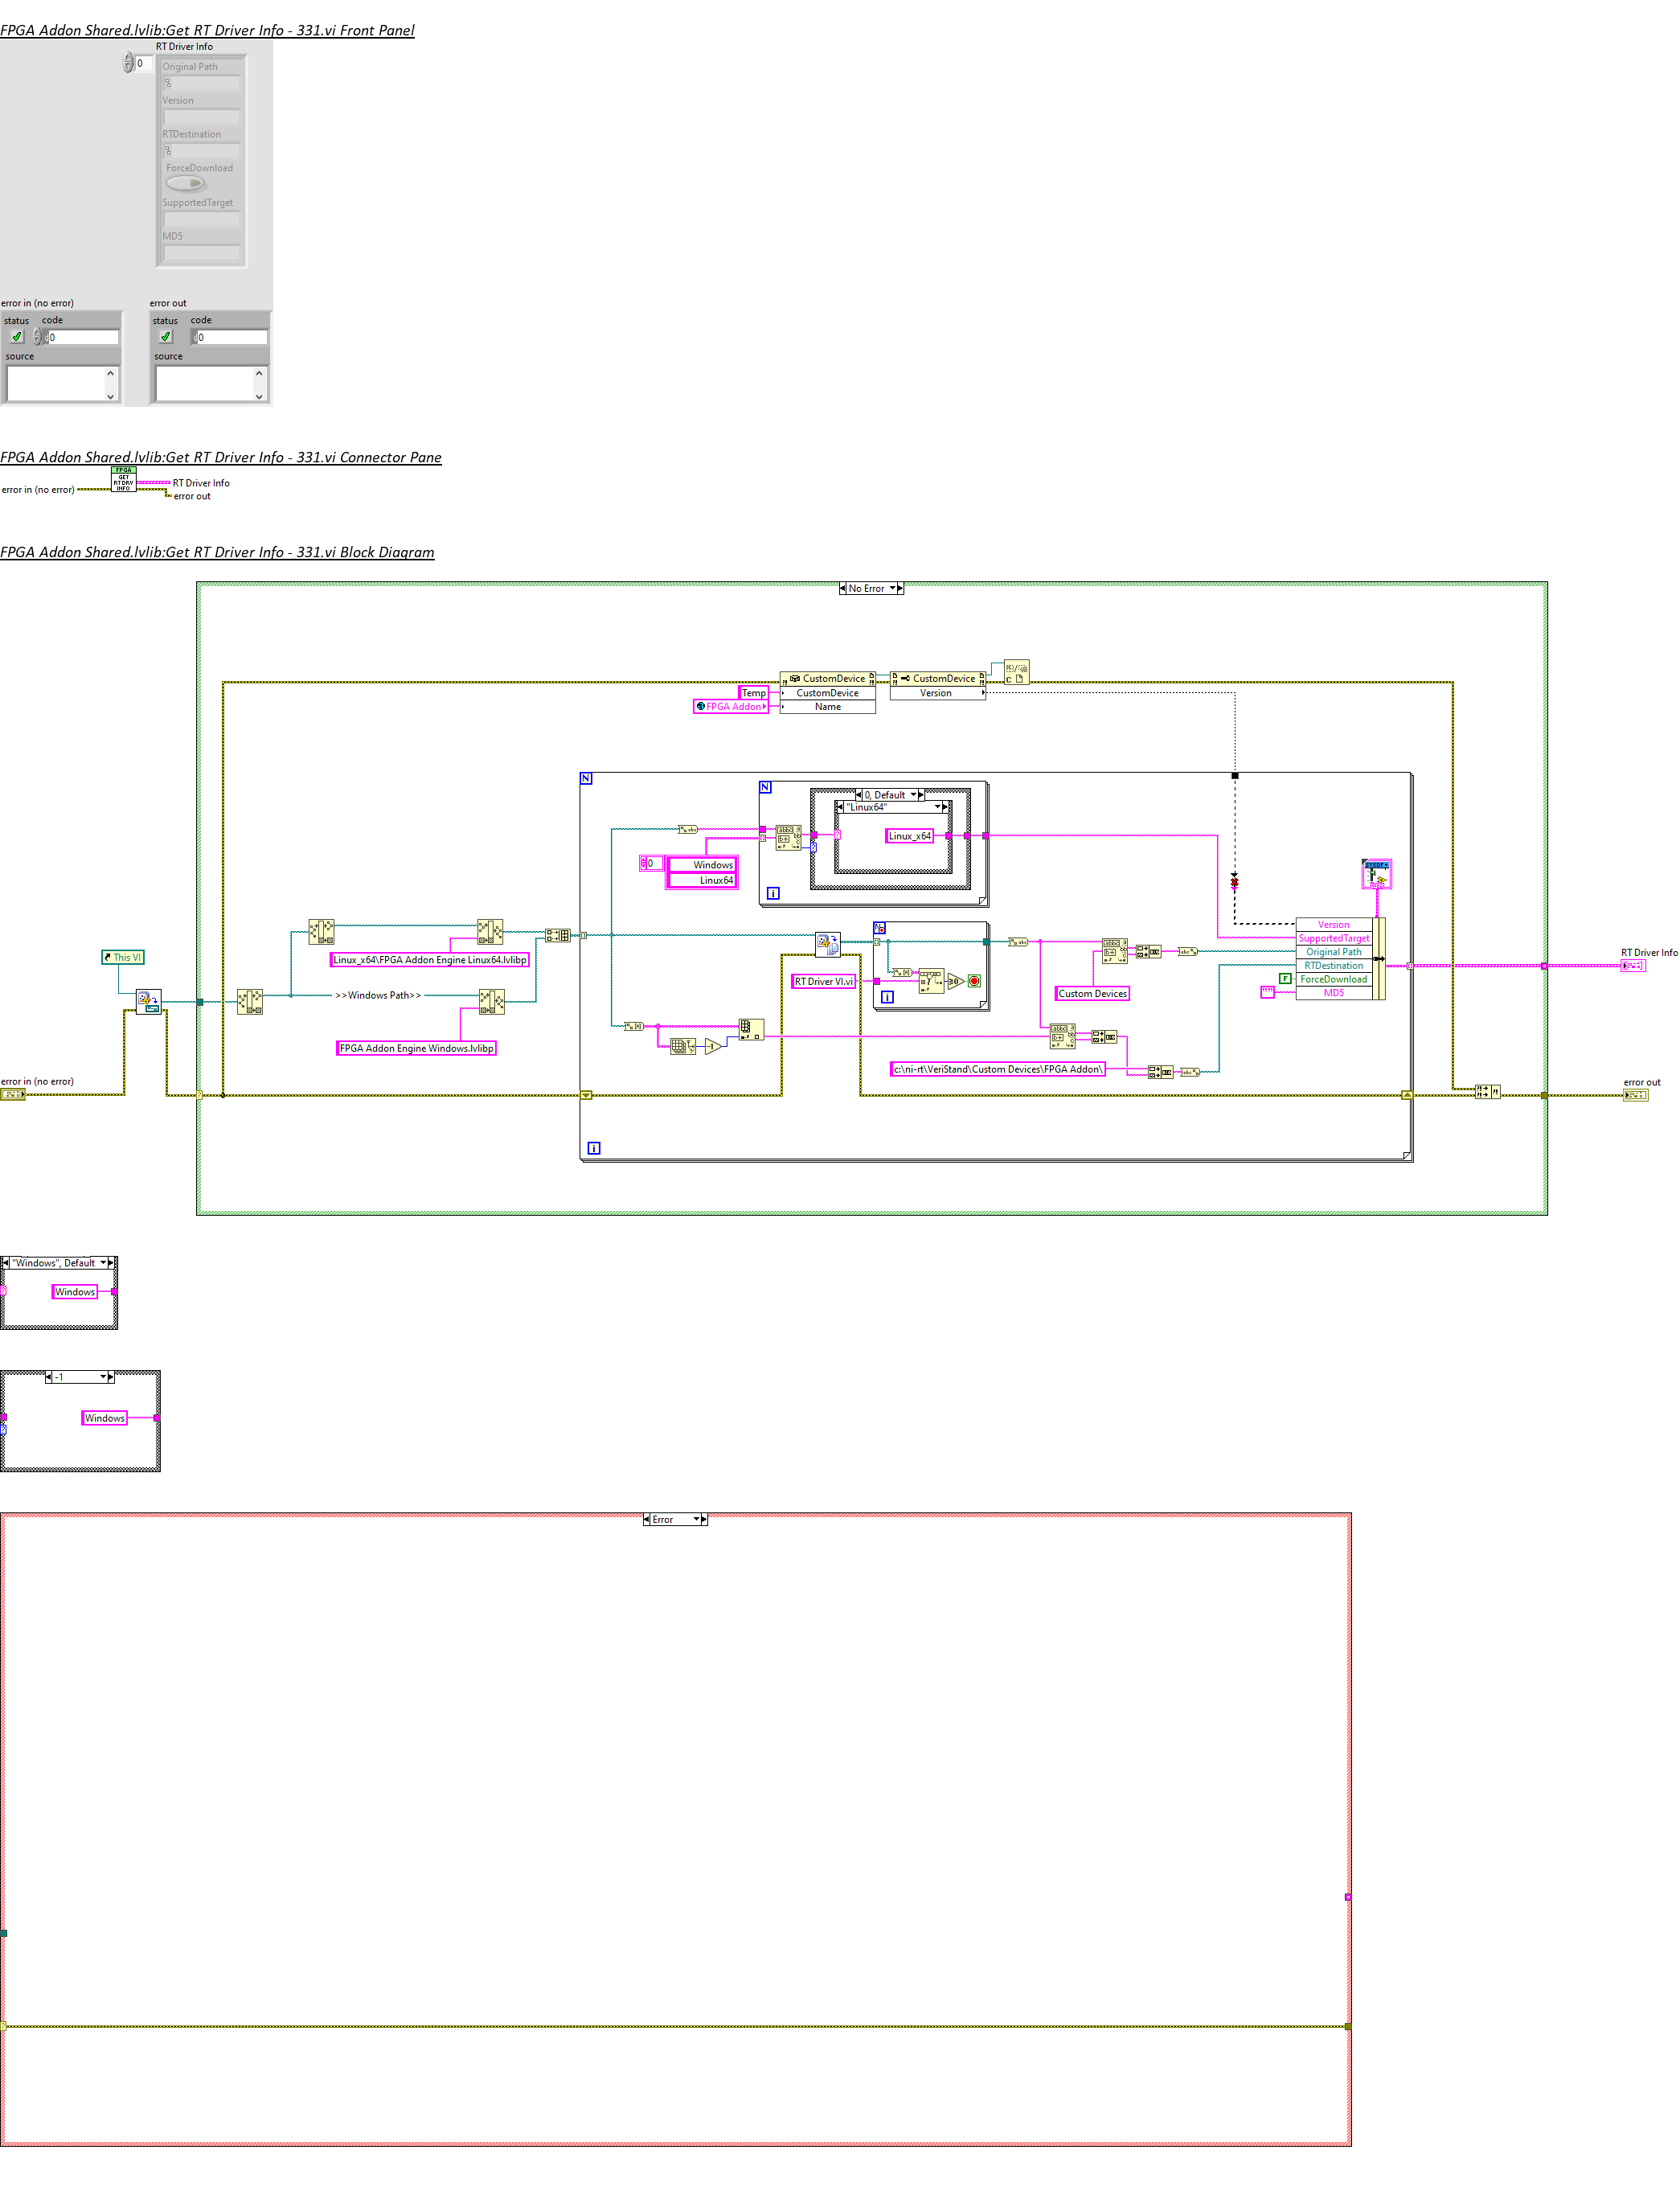 FPGA Addon Shared.lvlib:Get RT Driver Info - 331.vi Front Panel
RT Driver Info
0
Original Path
Version
RTDestination
ForceDownload
SupportedTarget
MD5
error in (no error)
error out
status code
0
source
status code
0
source
FPGA Addon Shared.lvlib:Get RT Driver Info - 331.vi Connector Pane
FPGA
GET
RT DRV
INFO
error in (no error)
RT Driver Info
error out
FPGA Addon Shared.lvlib:Get RT Driver Info - 331.vi Block Diagram
No Error
CustomDevice
CustomDevice
Temp
CustomDevice
Version
FPGA Addon
Name
N
N
0, Default
"Linux64"
Linux_x64
0
Windows
Linux64
i
N
Version
SupportedTarget
Original Path
RTDestination
F
ForceDownload
MD5
RT Driver Info
This VI
Linux_x64\FPGA Addon Engine Linux64.lvlibp
>>Windows Path>>
FPGA Addon Engine Windows.lvlibp
RT Driver VI.vi
i
Custom Devices
c:\ni-rt\VeriStand\Custom Devices\FPGA Addon\
error in (no error)
error out
i
"Windows", Default
Windows
-1
Windows
Error